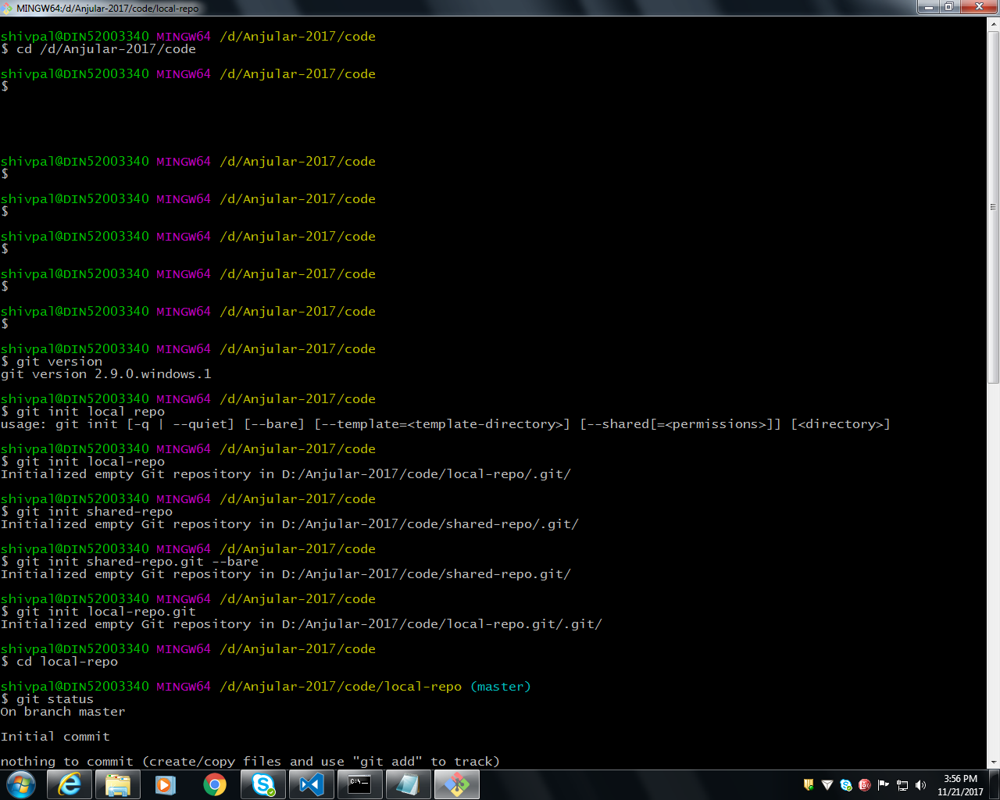 MINGW64:/d/Anjular-2017/code/local-repo
shivpal@DIN52003340 MINGW64 /d/Anjular-2017/code
$ cd /d/Anjular-2017/code
shivpal@DIN52003340 MINGW64 /d/Anjular-2017/code
$
shivpal@DIN52003340 MINGW64 /d/Anjular-2017/code
$
shivpal@DIN52003340 MINGW64 /d/Anjular-2017/code
$
shivpal@DIN52003340 MINGW64 /d/Anjular-2017/code
$
shivpal@DIN52003340 MINGW64 /d/Anjular-2017/code
$
shivpal@DIN52003340 MINGW64 /d/Anjular-2017/code
$
shivpal@DIN52003340 MINGW64 /d/Anjular-2017/code
$ git version
git version 2.9.0.windows.1
shivpal@DIN52003340 MINGW64 /d/Anjular-2017/code
$ git init local repo
usage: git init [-q | --quiet] [--bare] [--template=<template-directory>] [--shared[=<permissions>]] [<directory>]
shivpal@DIN52003340 MINGW64 /d/Anjular-2017/code
$ git init local-repo
Initialized empty Git repository in D:/Anjular-2017/code/local-repo/.git/
shivpal@DIN52003340 MINGW64 /d/Anjular-2017/code
$ git init shared-repo
Initialized empty Git repository in D:/Anjular-2017/code/shared-repo/.git/
shivpal@DIN52003340 MINGW64 /d/Anjular-2017/code
$ git init shared-repo.git --bare
Initialized empty Git repository in D:/Anjular-2017/code/shared-repo.git/
shivpal@DIN52003340 MINGW64 /d/Anjular-2017/code
$ git init local-repo.git
Initialized empty Git repository in D:/Anjular-2017/code/local-repo.git/.git/
shivpal@DIN52003340 MINGW64 /d/Anjular-2017/code
$ cd local-repo
shivpal@DIN52003340 MINGW64 /d/Anjular-2017/code/local-repo (master)
$ git status
On branch master
Initial commit
nothing to commit (create/copy files and use "git add" to track)
C:\._
3:56 PM
11/21/2017